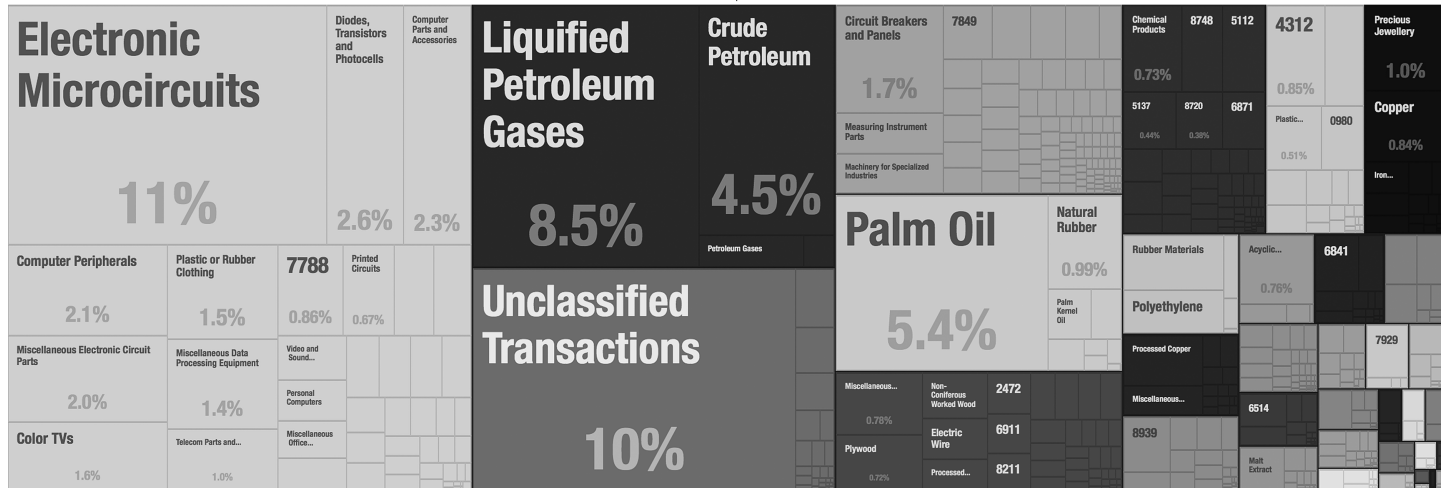 Electronic
Microcircuits
11%
Diodes,
Transistors
and
Photocells
2.6%
Computer
Parts and
Accessories
2.3%
Computer Peripherals
2.1%
Plastic or Rubber
Clothing
1.5%
7788
0.86%
Printed
Circuits
0.67%
Miscellaneous Electronic Circuit
Parts
2.0%
Miscellaneous Data
Processing Equipment
1.4%
Video and
Sound...
Personal
Computers
Miscellaneous
Office...
Color TVs
1.6%
Telecom Parts and...
1.0%
Liquified
Petroleum
Gases
8.5%
Crude
Petroleum
4.5%
Petroleum Gases
Unclassified
Transactions
10%
Circuit Breakers
and Panels
1.7%
7849
Measuring Instrument
Parts
Machinery for Specialized
Industries
Palm Oil
5.4%
Natural
Rubber
0.99%
Palm
Kernel
Oil
Miscellaneous...
0.78%
Non-
Coniferous
Worked Wood
2472
Plywood
0.72%
Electric
Wire
6911
Processed...
8211
Chemical
Products
0.73%
8748
5112
5137
0.44%
8720
0.38%
6871
4312
0.85%
Plastic...
0.51%
0980
Precious
Jewellery
1.0%
Copper
0.84%
Iron...
Rubber Materials
Polyethylene
Acyclic...
0.76%
6841
Processed Copper
Miscellaneous...
7929
8939
6514
Malt
Extract